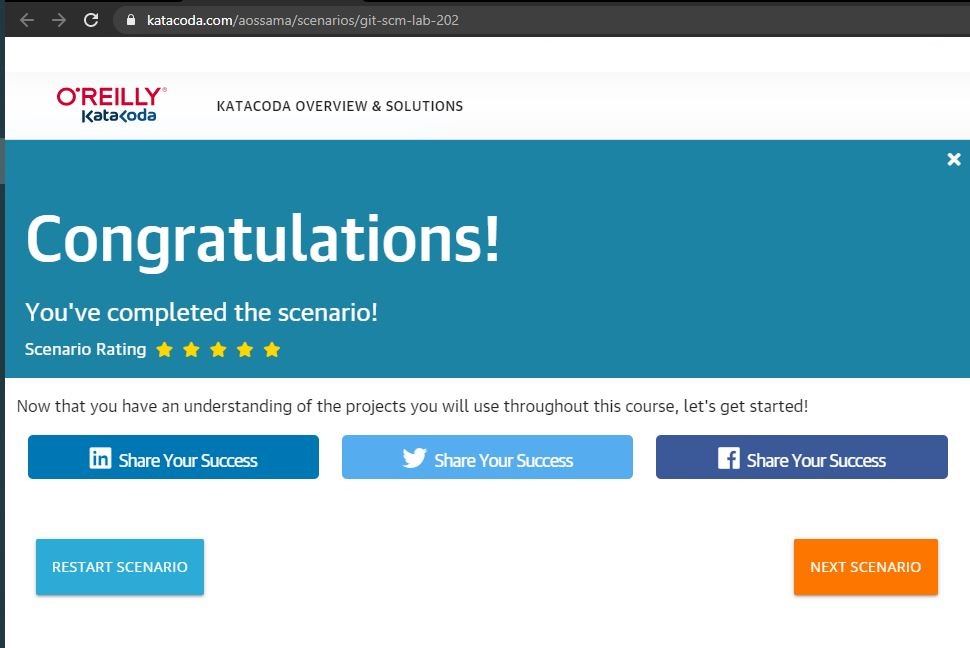 katacoda.com/aossama/scenarios/git-scm-lab-202
O'REILLY®
KataKoda
KATACODA OVERVIEW & SOLUTIONS
Congratulations!
You've completed the scenario!
Scenario Rating
Now that you have an understanding of the projects you will use throughout this course, let's get started!
in Share Your Success
Share Your Success
f Share Your Success
RESTART SCENARIO
NEXT SCENARIO